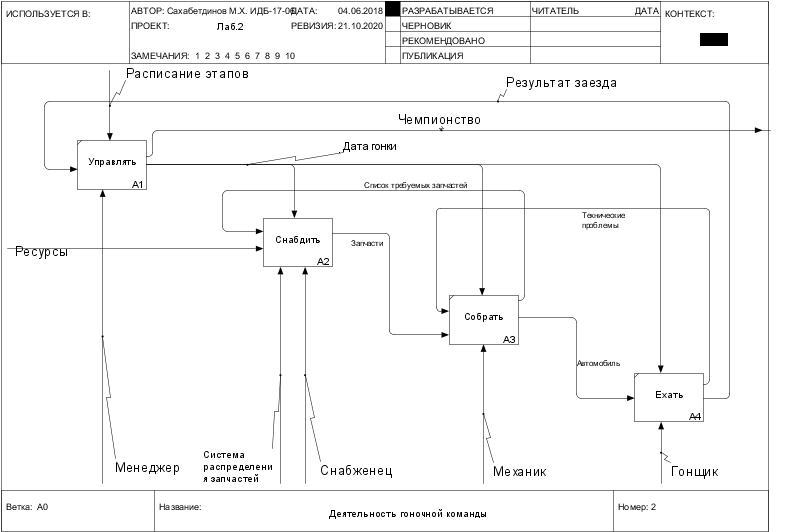 ИСПОЛЬЗУЕТСЯ В:
АВТОР: Сахабетдинов М.Х. ИДБ-17-06
ДАТА: 04.06.2018
РАЗРАБАТЫВАЕТСЯ
ЧИТАТЕЛЬ
ДАТА
КОНТЕКСТ:
ПРОЕКТ: Лаб.2
РЕВИЗИЯ: 21.10.2020
ЧЕРНОВИК
РЕКОМЕНДОВАНО
ЗАМЕЧАНИЯ: 1 2 3 4 5 6 7 8 9 10
ПУБЛИКАЦИЯ
Расписание этапов
Результат заезда
Чемпионство
Дата гонки
Управлять
A1
Список требуемых запчастей
Технические
проблемы
Снабдить
A2
Запчасти
Ресурсы
Собрать
A3
Автомобиль
Ехать
A4
Менеджер
Система
распределени
я запчастей
Снабженец
Механик
Гонщик
Ветка: A0
Название:
Деятельность гоночной команды
Номер: 2